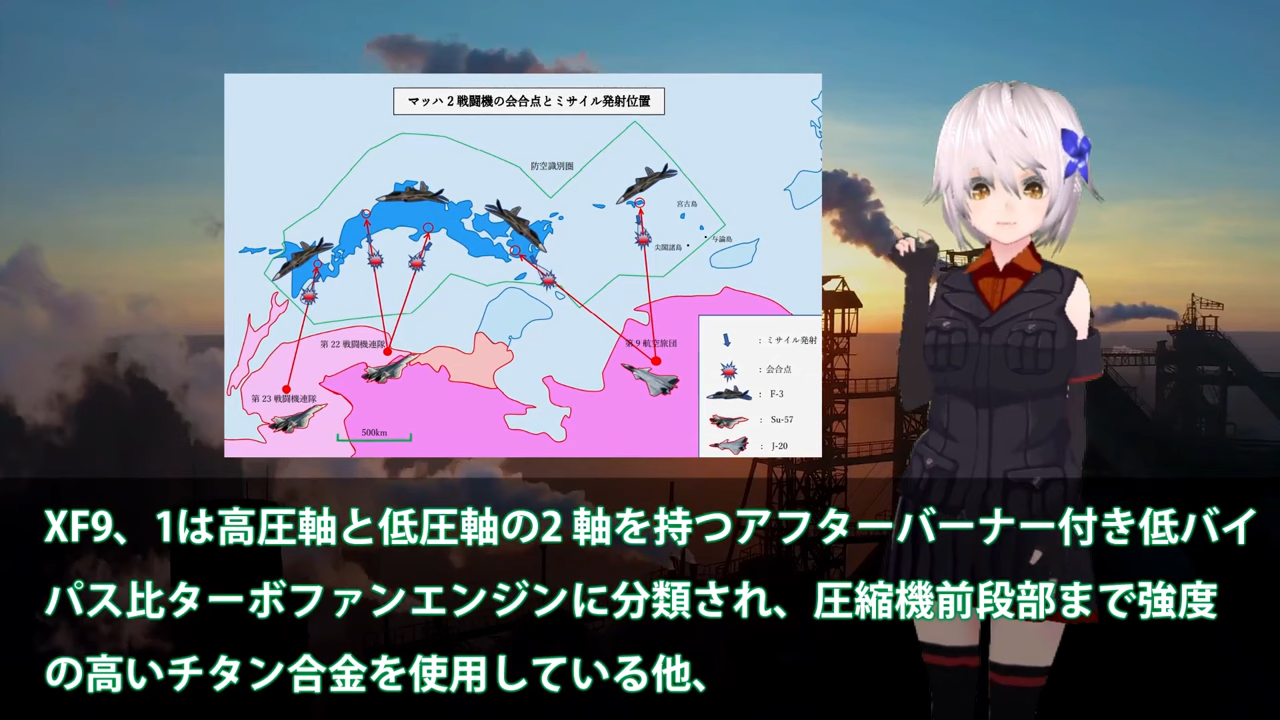 マッハ2戦闘機の会合点とミサイル発射位置
防空識別圏
宮古島
与論島
尖閣諸島
第22戦闘機連隊
第9航空旅団
第23戦闘機連隊
500km
：ミサイル発射
：会合点
：F-3
：Su-57
：J-20
XF9、1は高圧軸と低圧軸の2 軸を持つアフターバーナー付き低バイ
パス比ターボファンエンジンに分類され、圧縮機前段部まで強度
の高いチタン合金を使用している他、